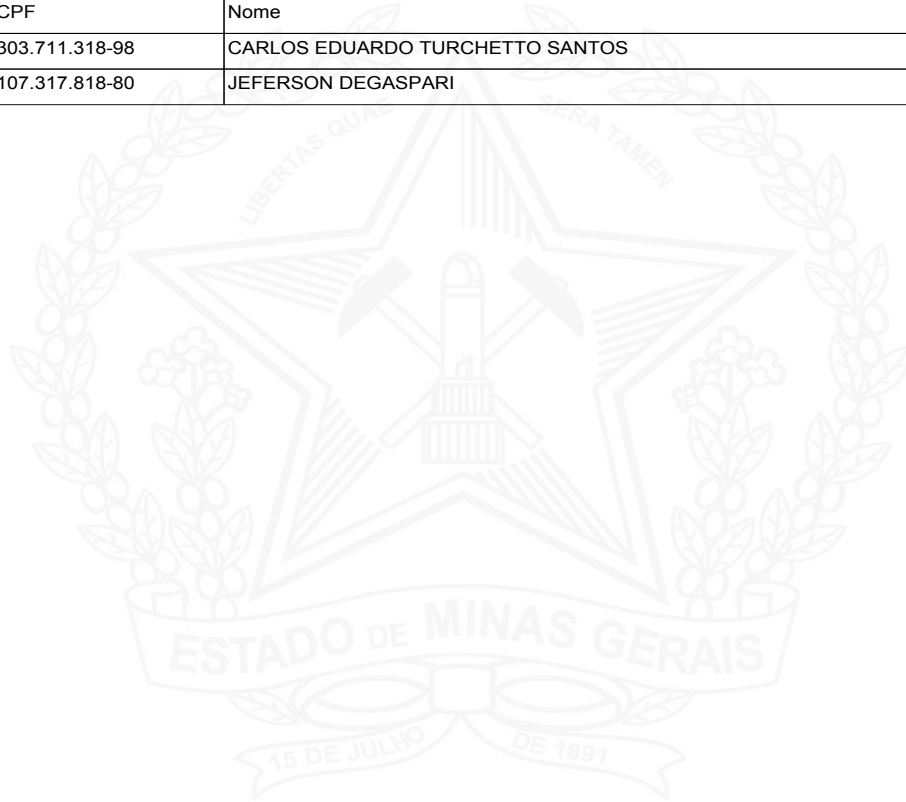 CPF Nome
303.711.318-98 CARLOS EDUARDO TURCHETTO SANTOS
107.317.818-80 JEFERSON DEGASPARI
LIBERTAS QUAE SERA TAMEN
ESTADO DE MINAS GERAIS
15 DE JULHO DE 1891